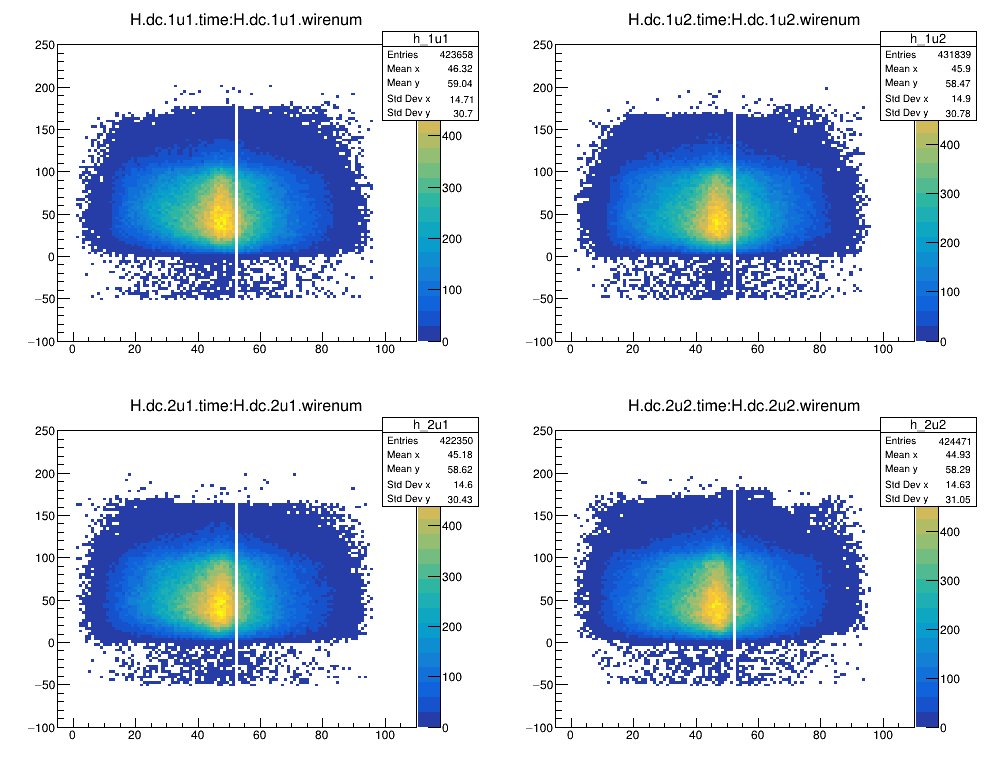 H.dc.1u1.time:H.dc.1u1.wirenum
h_1u1
Entries 423658
Mean x 46.32
Mean y 59.04
Std Dev x 14.71
Std Dev y 30.7
250
200
150
100
50
0
−50
−100
0 20 40 60 80 100
400
300
200
100
0
H.dc.1u2.time:H.dc.1u2.wirenum
h_1u2
Entries 431839
Mean x 45.9
Mean y 58.47
Std Dev x 14.9
Std Dev y 30.78
250
200
150
100
50
0
−50
−100
0 20 40 60 80 100
400
300
200
100
0
H.dc.2u1.time:H.dc.2u1.wirenum
h_2u1
Entries 422350
Mean x 45.18
Mean y 58.62
Std Dev x 14.6
Std Dev y 30.43
250
200
150
100
50
0
−50
−100
0 20 40 60 80 100
400
300
200
100
0
H.dc.2u2.time:H.dc.2u2.wirenum
h_2u2
Entries 424471
Mean x 44.93
Mean y 58.29
Std Dev x 14.63
Std Dev y 31.05
250
200
150
100
50
0
−50
−100
0 20 40 60 80 100
400
300
200
100
0